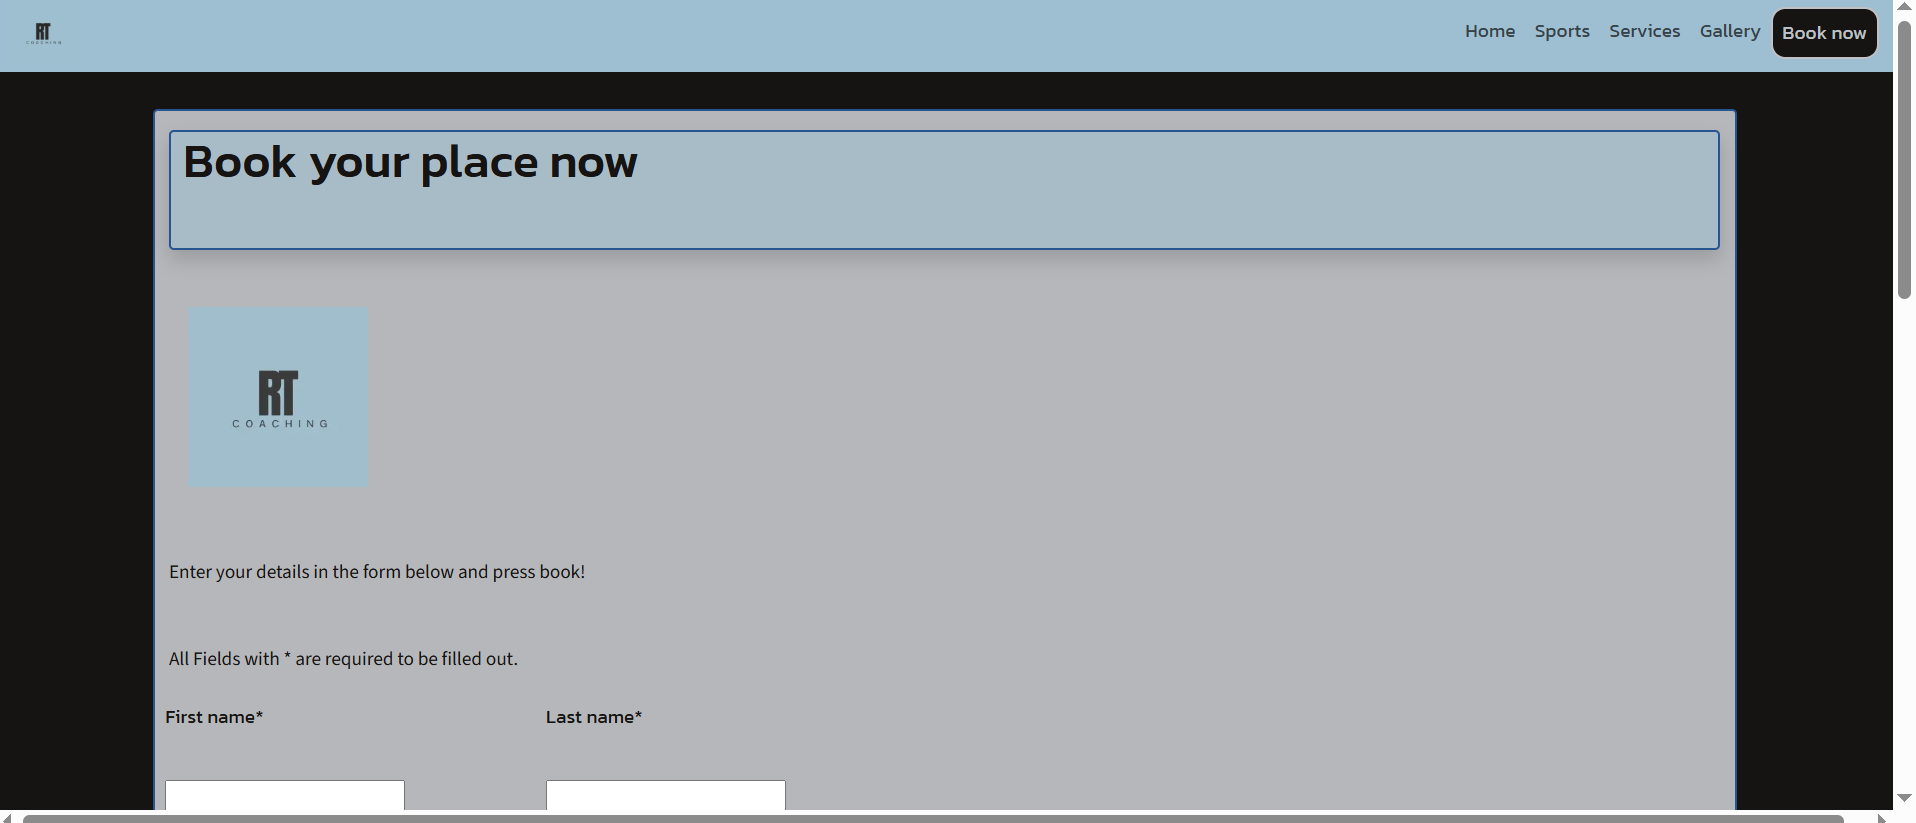 RT
COACHING
Home Sports Services Gallery Book now
Book your place now
RT
COACHING
Enter your details in the form below and press book!
All Fields with * are required to be filled out.
First name* Last name*